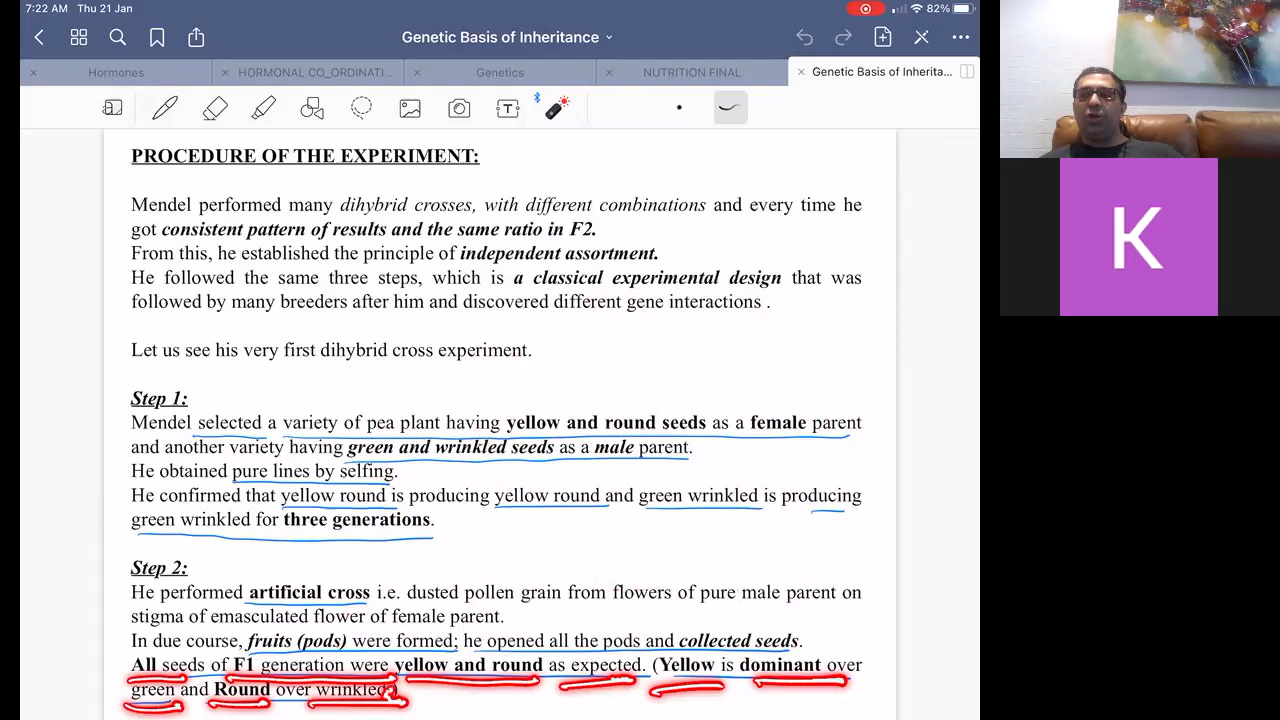 7:22 AM Thu 21 Jan 82%
Genetic Basis of Inheritance
Hormones HORMONAL CO_ORDINATI... Genetics NUTRITION FINAL Genetic Basis of Inherita...
T
PROCEDURE OF THE EXPERIMENT:
Mendel performed many dihybrid crosses, with different combinations and every time he
got consistent pattern of results and the same ratio in F2.
From this, he established the principle of independent assortment.
He followed the same three steps, which is a classical experimental design that was
followed by many breeders after him and discovered different gene interactions .
Let us see his very first dihybrid cross experiment.
Step 1:
Mendel selected a variety of pea plant having yellow and round seeds as a female parent
and another variety having green and wrinkled seeds as a male parent.
He obtained pure lines by selfing.
He confirmed that yellow round is producing yellow round and green wrinkled is producing
green wrinkled for three generations.
Step 2:
He performed artificial cross i.e. dusted pollen grain from flowers of pure male parent on
stigma of emasculated flower of female parent.
In due course, fruits (pods) were formed; he opened all the pods and collected seeds.
All seeds of F1 generation were yellow and round as expected. (Yellow is dominant over
green and Round over wrinkled)
K